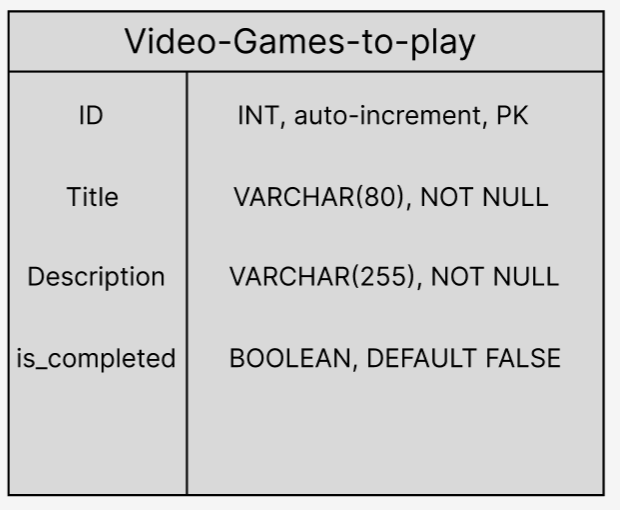 Video-Games-to-play
ID INT, auto-increment, PK
Title VARCHAR(80), NOT NULL
Description VARCHAR(255), NOT NULL
is_completed BOOLEAN, DEFAULT FALSE